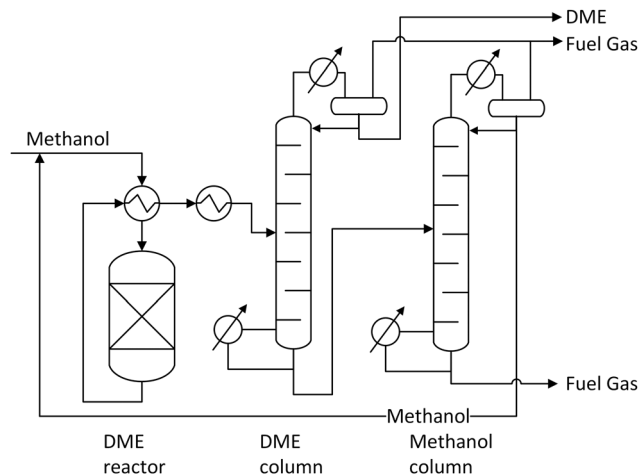 DME
Fuel Gas
Methanol
Fuel Gas
Methanol
DME
reactor
DME
column
Methanol
column